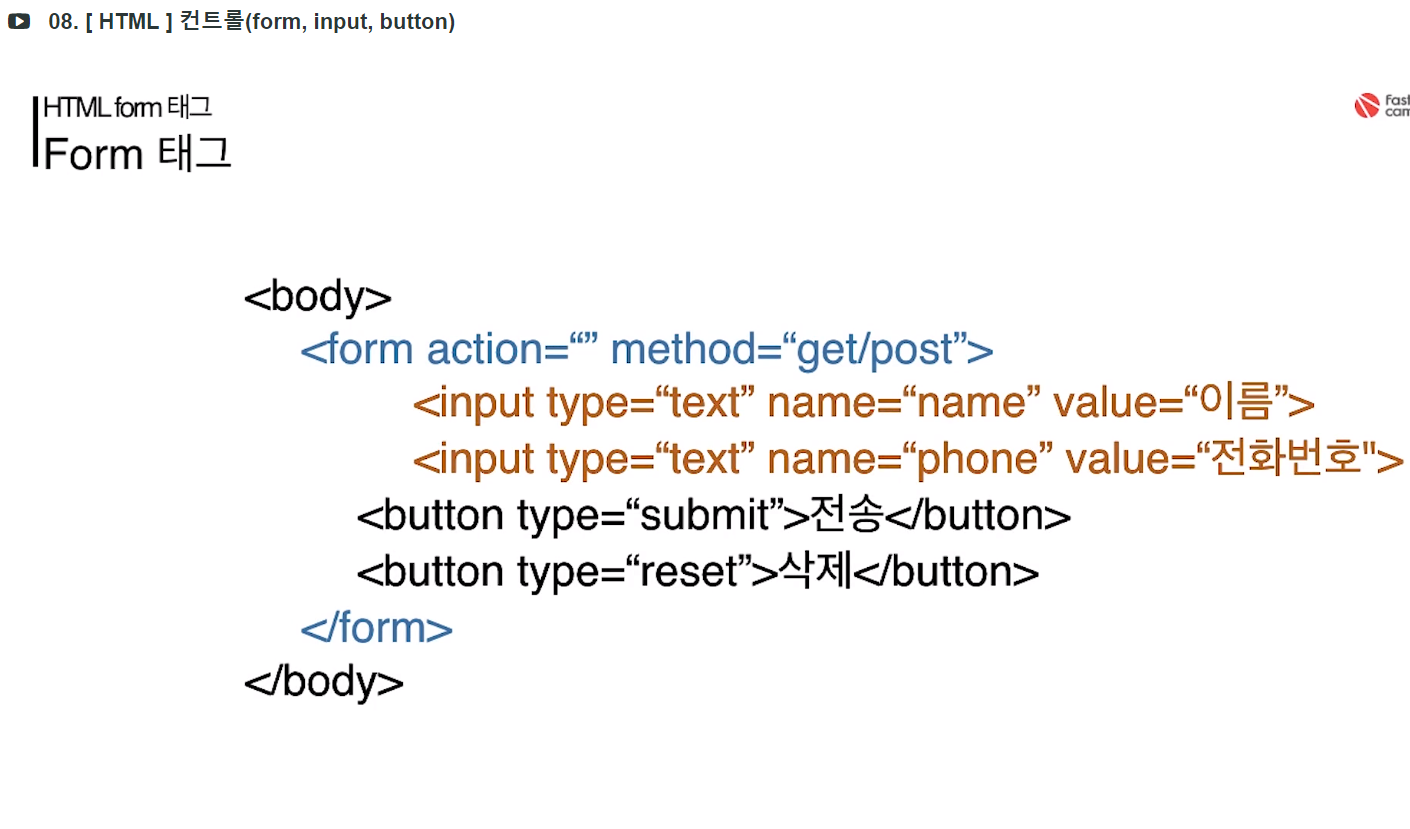 08. [ HTML ] 컨트롤(form, input, button)
HTML form 태그
Form 태그
Fast
cam
<body>
<form action=“” method=“get/post”>
<input type=“text” name=“name” value=“이름”>
<input type=“text” name=“phone” value=“전화번호">
<button type=“submit”>전송</button>
<button type=“reset”>삭제</button>
</form>
</body>